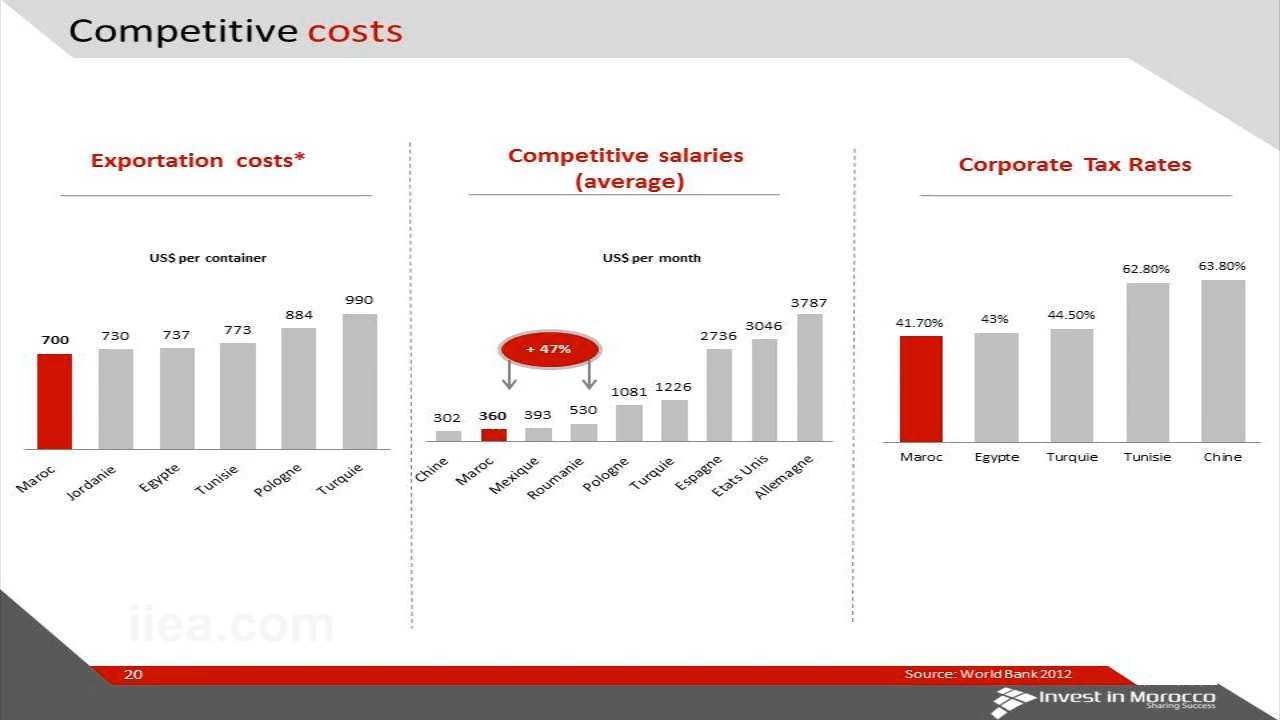 Competitive costs
Exportation costs*
US$ per container
700
730
737
773
884
990
Maroc
Jordanie
Egypte
Tunisie
Pologne
Turquie
Competitive salaries
(average)
US$ per month
+ 47%
302
360
393
530
1081
1226
2736
3046
3787
Chine
Maroc
Mexique
Roumanie
Pologne
Turquie
Espagne
Etats Unis
Allemagne
Corporate Tax Rates
41.70%
43%
44.50%
62.80%
63.80%
Maroc
Egypte
Turquie
Tunisie
Chine
iiea.com
20
Source: World Bank 2012
Invest in Morocco
Sharing Success